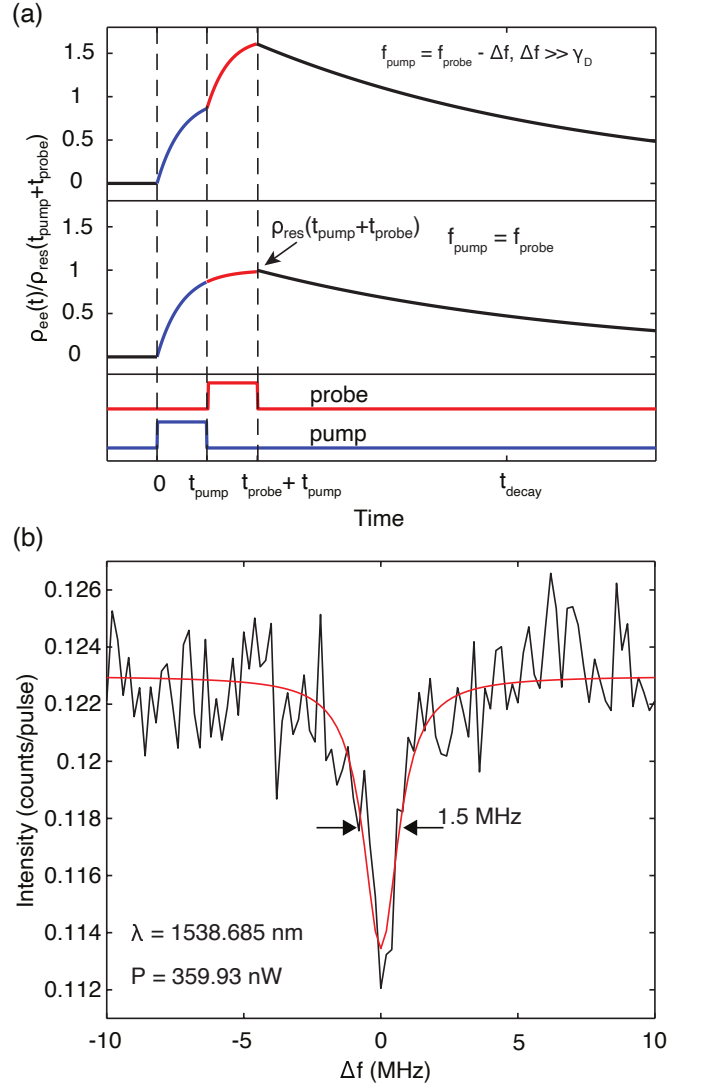 (a)
f_pump = f_probe - Δf, Δf >> γ_D
1.5
1
0.5
0
ρ_ee(t)/ρ_res(t_pump+t_probe)
ρ_res(t_pump+t_probe)
f_pump = f_probe
1.5
1
0.5
0
probe
pump
0 t_pump t_probe + t_pump t_decay
Time
(b)
0.126
0.124
0.122
0.12
0.118
0.116
0.114
0.112
Intensity (counts/pulse)
1.5 MHz
λ = 1538.685 nm
P = 359.93 nW
-10 -5 0 5 10
Δf (MHz)